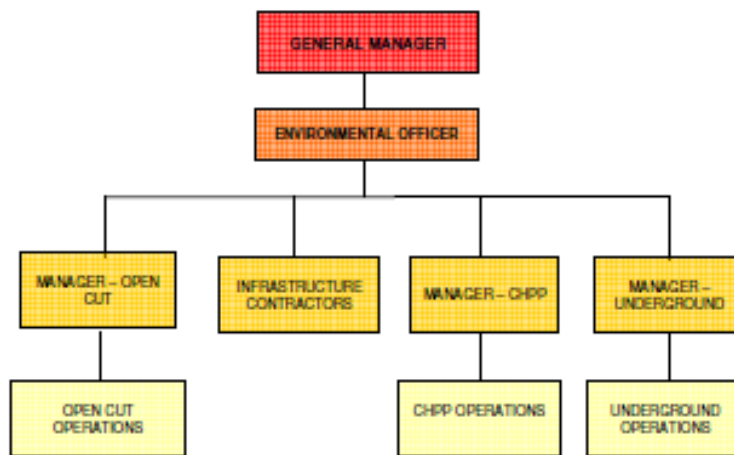 GENERAL MANAGER
ENVIRONMENTAL OFFICER
MANAGER – OPEN
CUT
INFRASTRUCTURE
CONTRACTORS
MANAGER – CHPP
MANAGER –
UNDERGROUND
OPEN CUT
OPERATIONS
CHPP OPERATIONS
UNDERGROUND
OPERATIONS